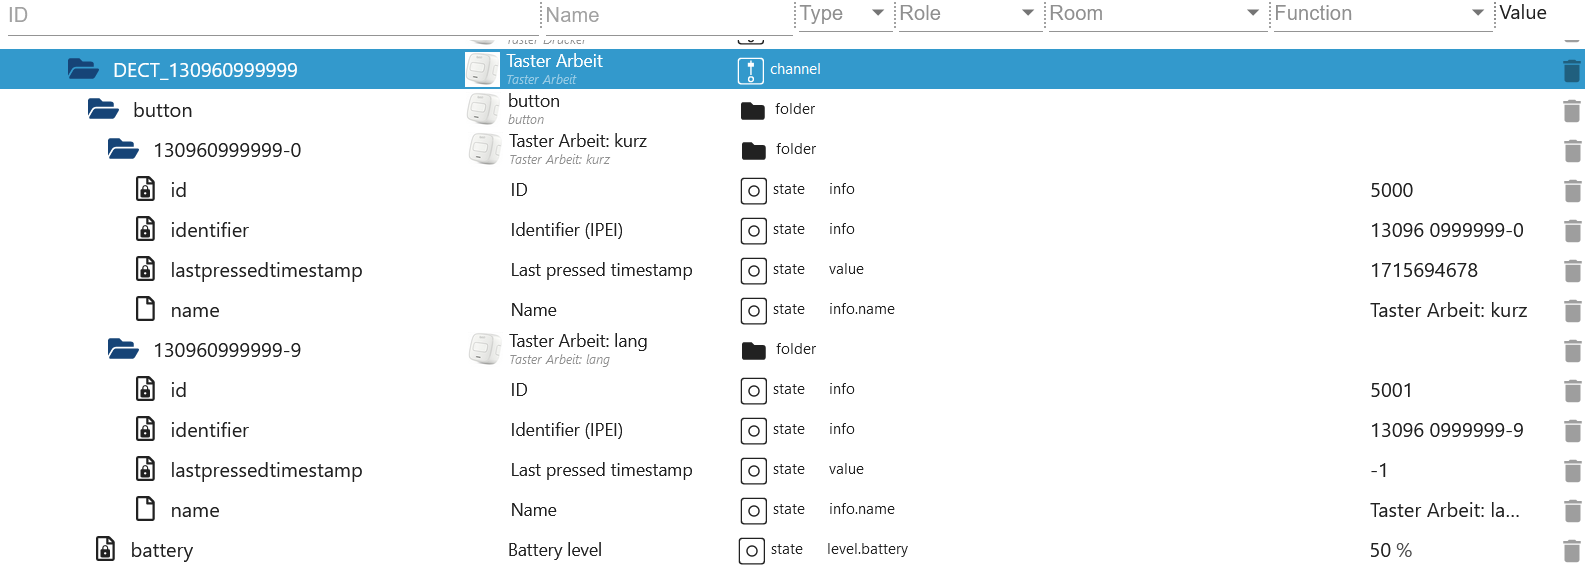 ID Name Type Role Room Function Value
Taster Drücker
DECT_130960999999 Taster Arbeit channel
Taster Arbeit
button button folder
button
130960999999-0 Taster Arbeit: kurz folder
Taster Arbeit: kurz
id ID state info 5000
identifier Identifier (IPEI) state info 13096 0999999-0
lastpressedtimestamp Last pressed timestamp state value 1715694678
name Name state info.name Taster Arbeit: kurz
130960999999-9 Taster Arbeit: lang folder
Taster Arbeit: lang
id ID state info 5001
identifier Identifier (IPEI) state info 13096 0999999-9
lastpressedtimestamp Last pressed timestamp state value -1
name Name state info.name Taster Arbeit: la...
battery Battery level state level.battery 50 %